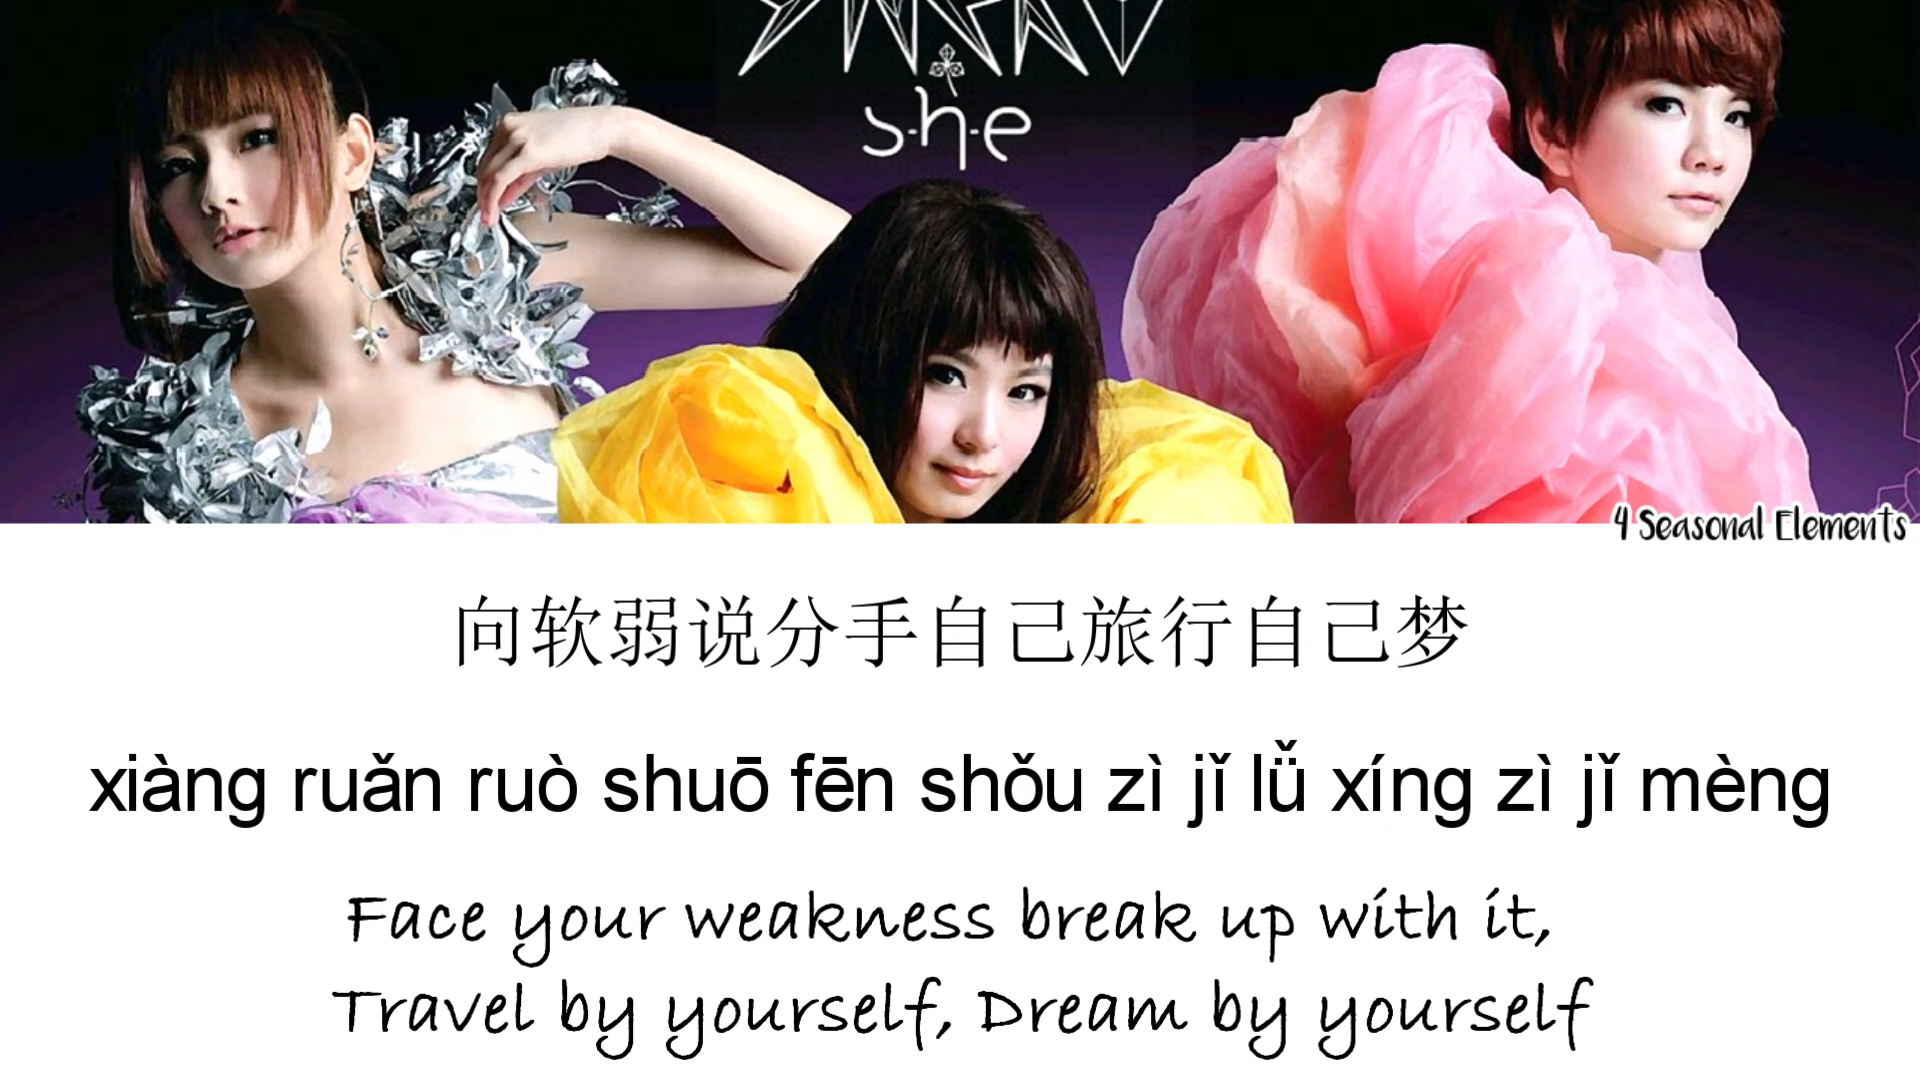 s-h-e
4 Seasonal Elements
向软弱说分手自己旅行自己梦
xiàng ruǎn ruò shuō fēn shǒu zì jǐ lǚ xíng zì jǐ mèng
Face your weakness break up with it,
Travel by yourself, Dream by yourself